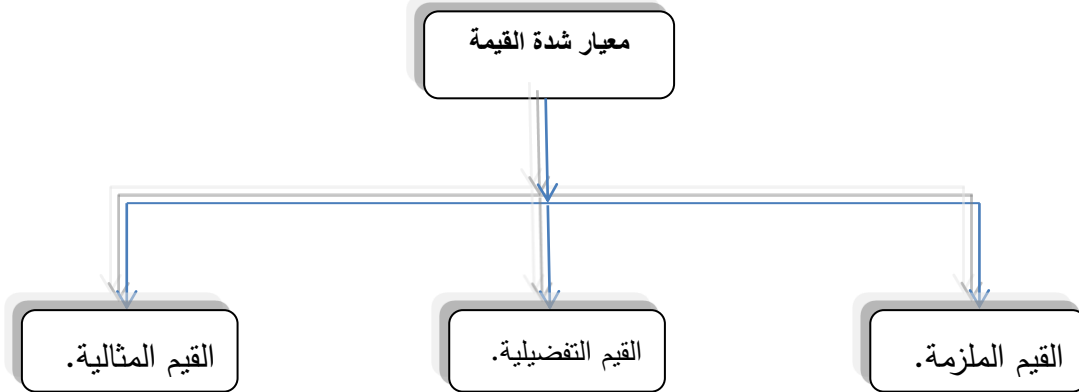 معيار شدة القيمة
القيم الملزمة.
القيم التفضيلية.
القيم المثالية.